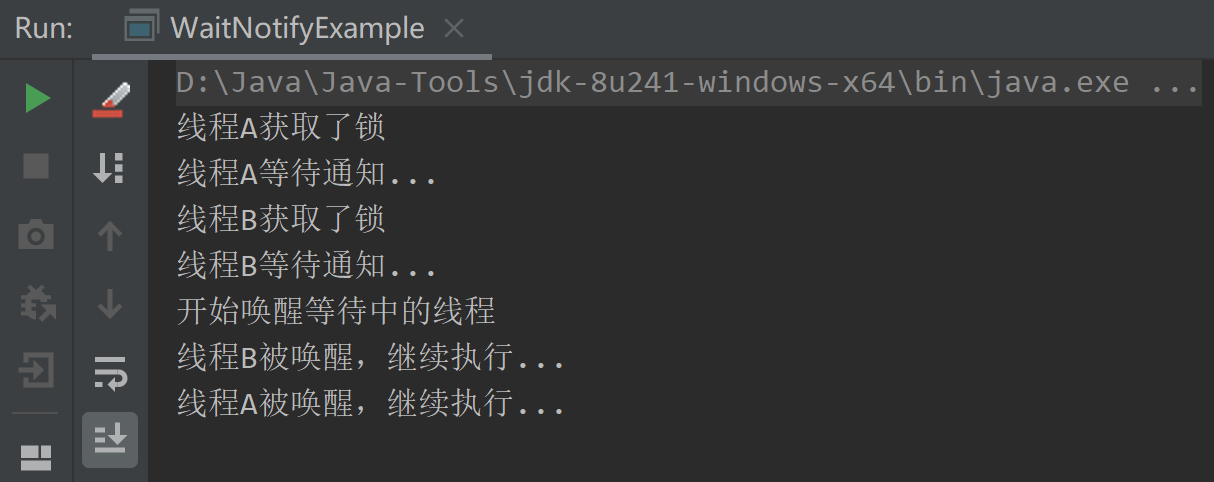 Run: WaitNotifyExample
D:\Java\Java-Tools\jdk-8u241-windows-x64\bin\java.exe ...
线程A获取了锁
线程A等待通知...
线程B获取了锁
线程B等待通知...
开始唤醒等待中的线程
线程B被唤醒，继续执行...
线程A被唤醒，继续执行...